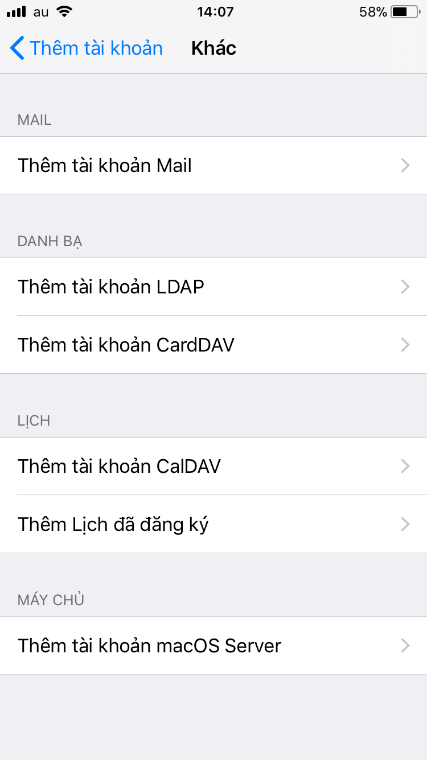 au 14:07 58%
Thêm tài khoản Khác
MAIL
Thêm tài khoản Mail
DANH BẠ
Thêm tài khoản LDAP
Thêm tài khoản CardDAV
LỊCH
Thêm tài khoản CalDAV
Thêm Lịch đã đăng ký
MÁY CHỦ
Thêm tài khoản macOS Server